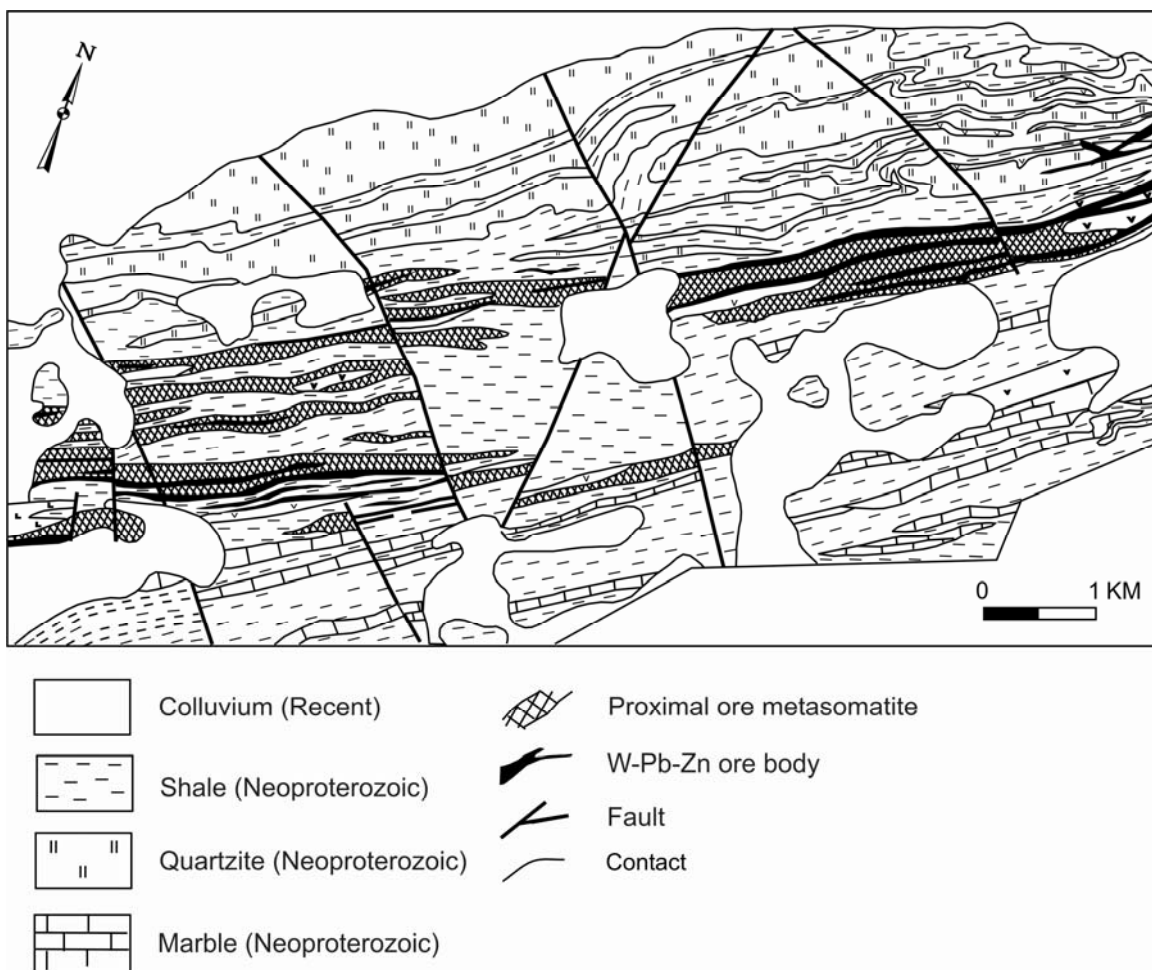 N
0 1 KM
Colluvium (Recent)
Proximal ore metasomatite
Shale (Neoproterozoic)
W-Pb-Zn ore body
Quartzite (Neoproterozoic)
Fault
Contact
Marble (Neoproterozoic)